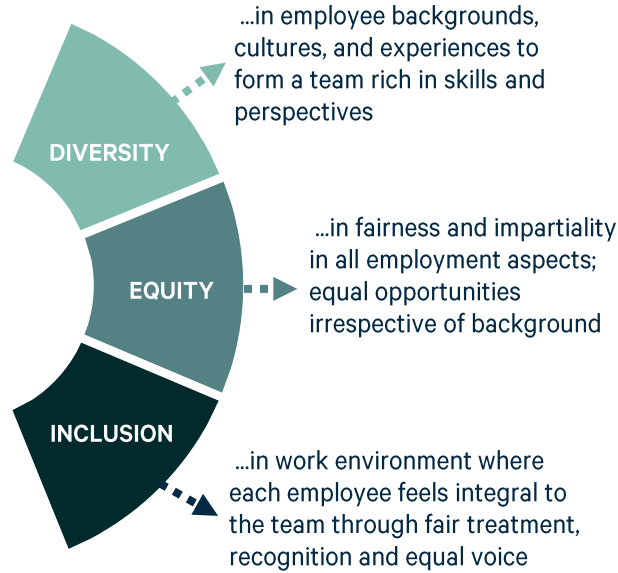 ...in employee backgrounds,
cultures, and experiences to
form a team rich in skills and
perspectives
DIVERSITY
...in fairness and impartiality
in all employment aspects;
equal opportunities
irrespective of background
EQUITY
INCLUSION
...in work environment where
each employee feels integral to
the team through fair treatment,
recognition and equal voice